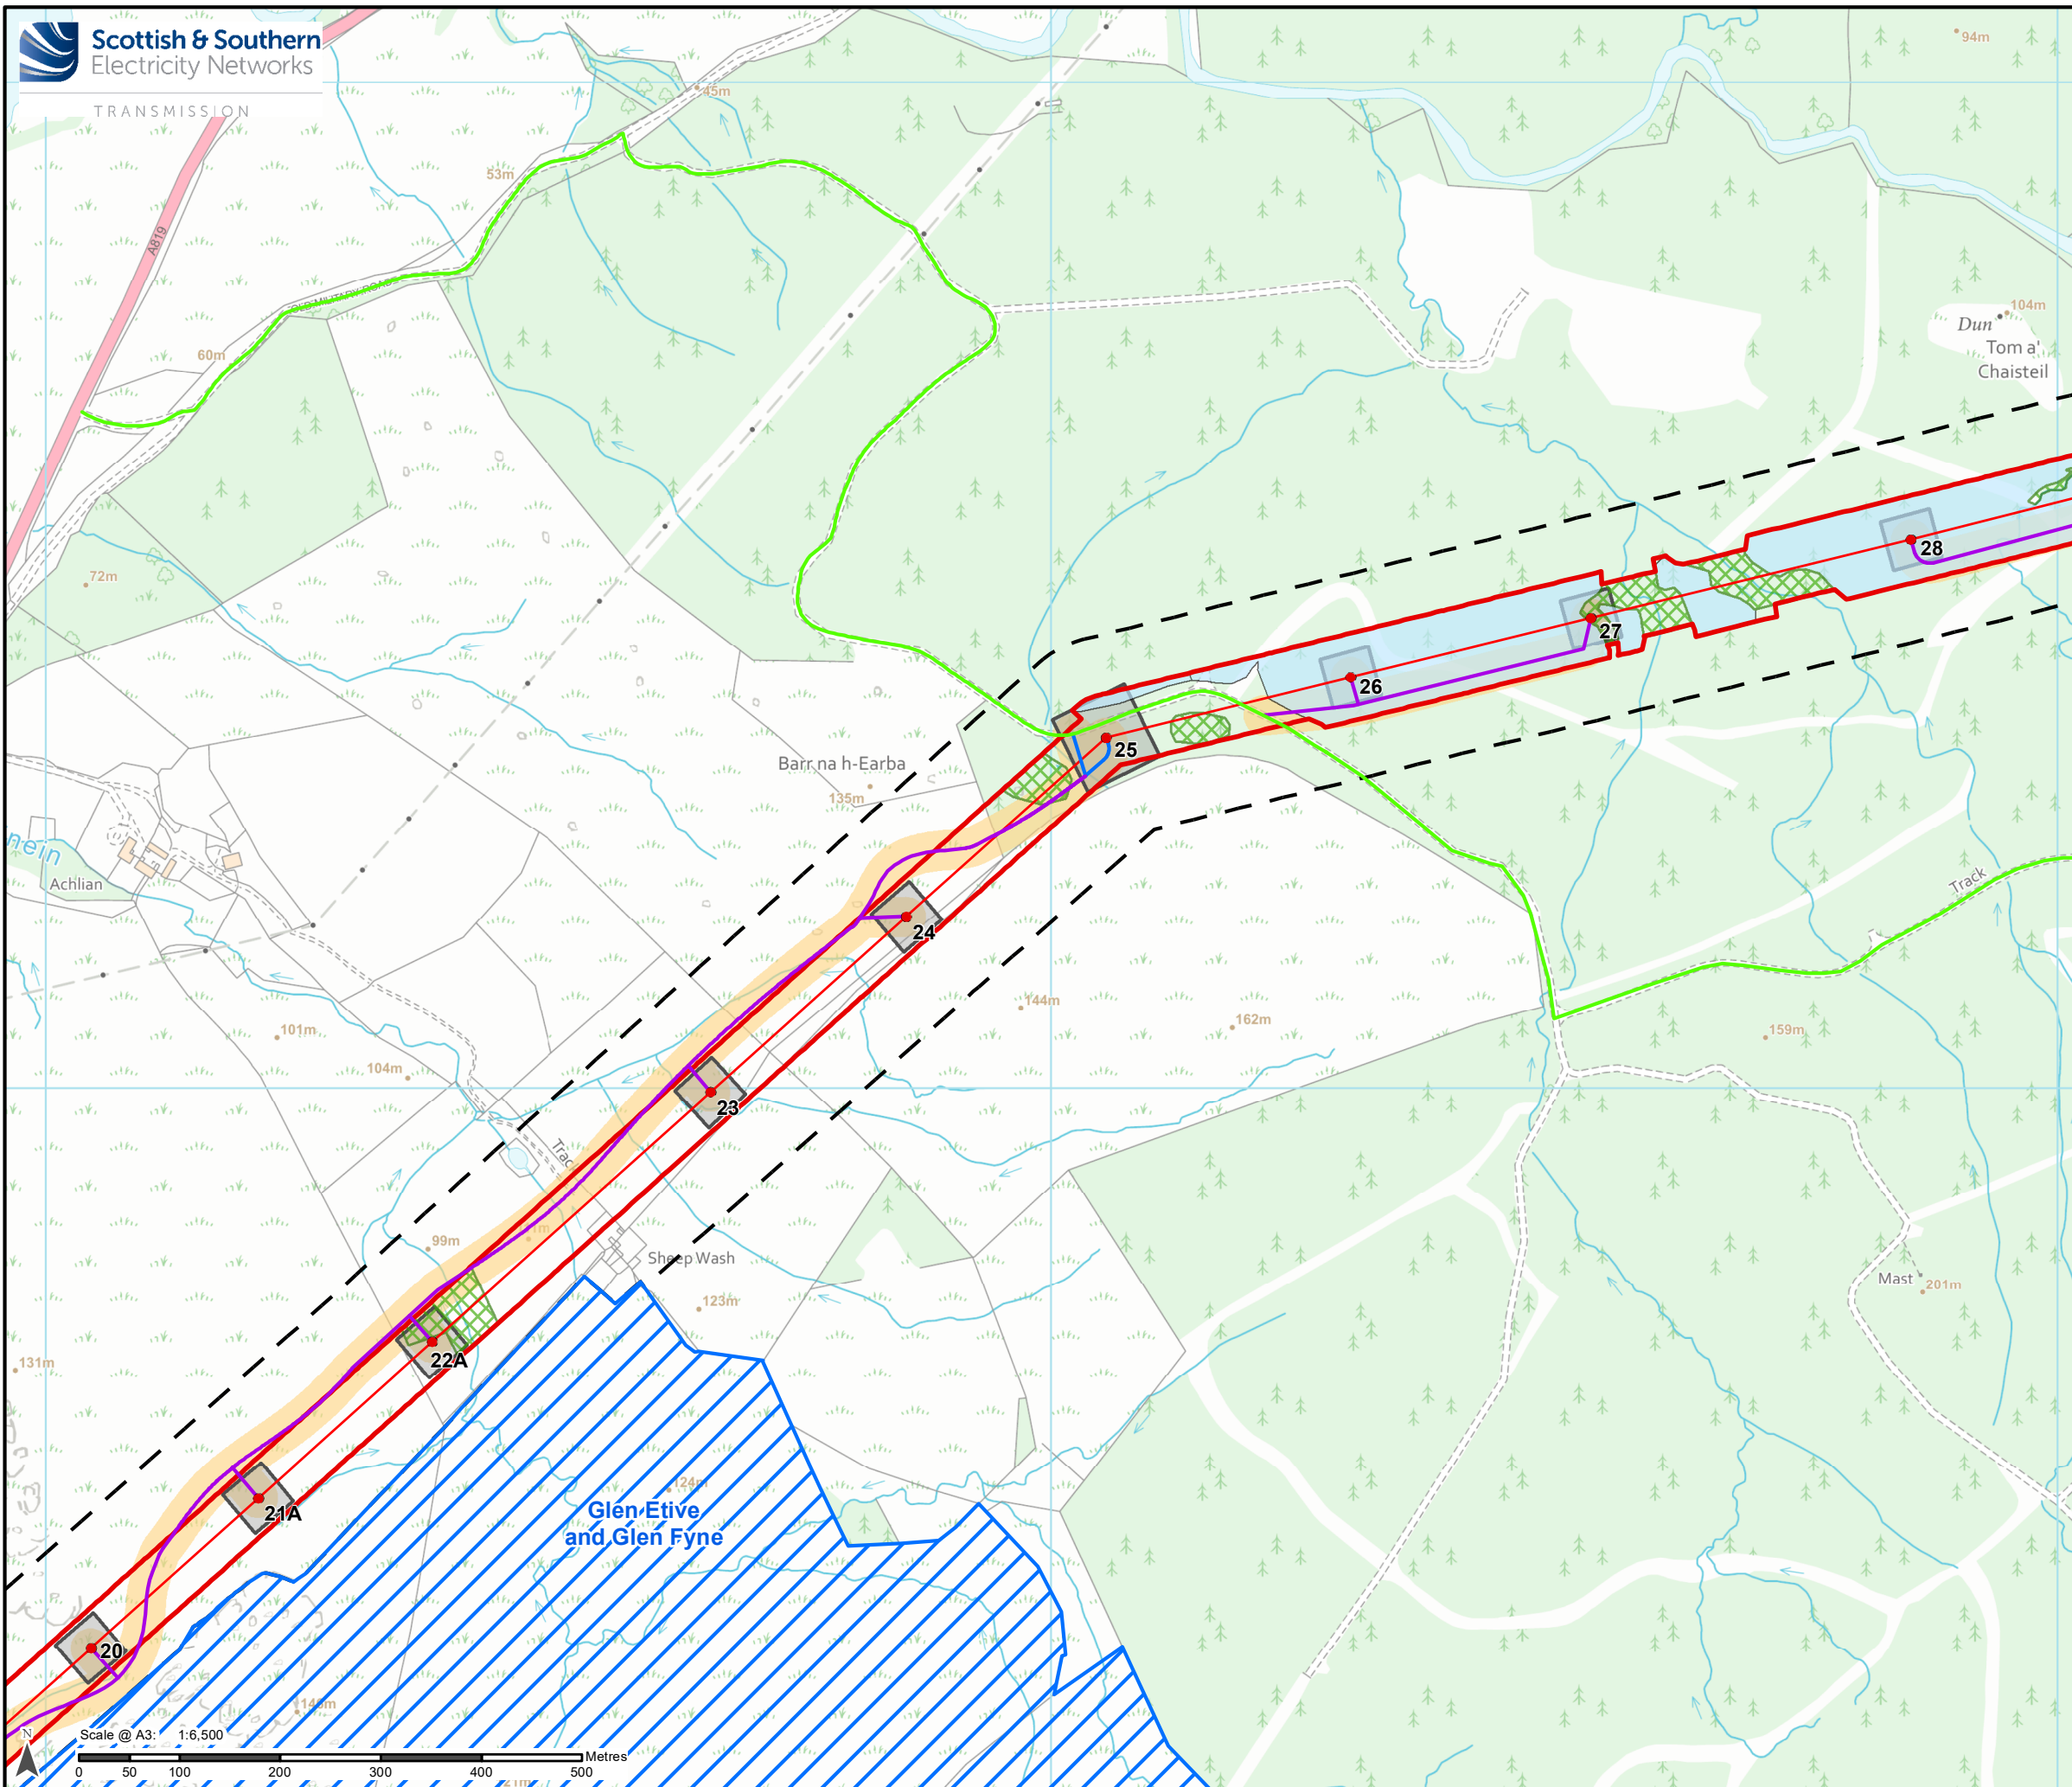 Scottish & Southern
Electricity Networks
TRANSMISSION
94m
45m
53m
A819
OLD MILITARY ROAD
104m
Dun
Tom a'
Chaisteil
60m
72m
28
27
26
25
Barr na h-Earba
135m
nein
Achlian
Track
24
144m
162m
159m
101m
104m
23
Sheep Wash
99m
Mast
201m
123m
22A
131m
124m
21A
Glen Etive
and Glen Fyne
20
N
Scale @ A3: 1:6,500
Metres
0 50 100 200 300 400 500